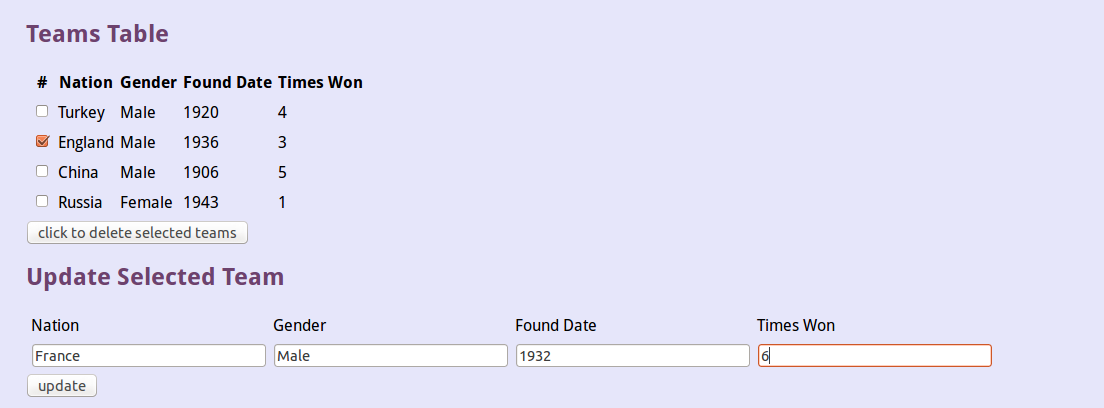 Teams Table
# Nation Gender Found Date Times Won
Turkey Male 1920 4
England Male 1936 3
China Male 1906 5
Russia Female 1943 1
click to delete selected teams
Update Selected Team
Nation Gender Found Date Times Won
France Male 1932 6
update